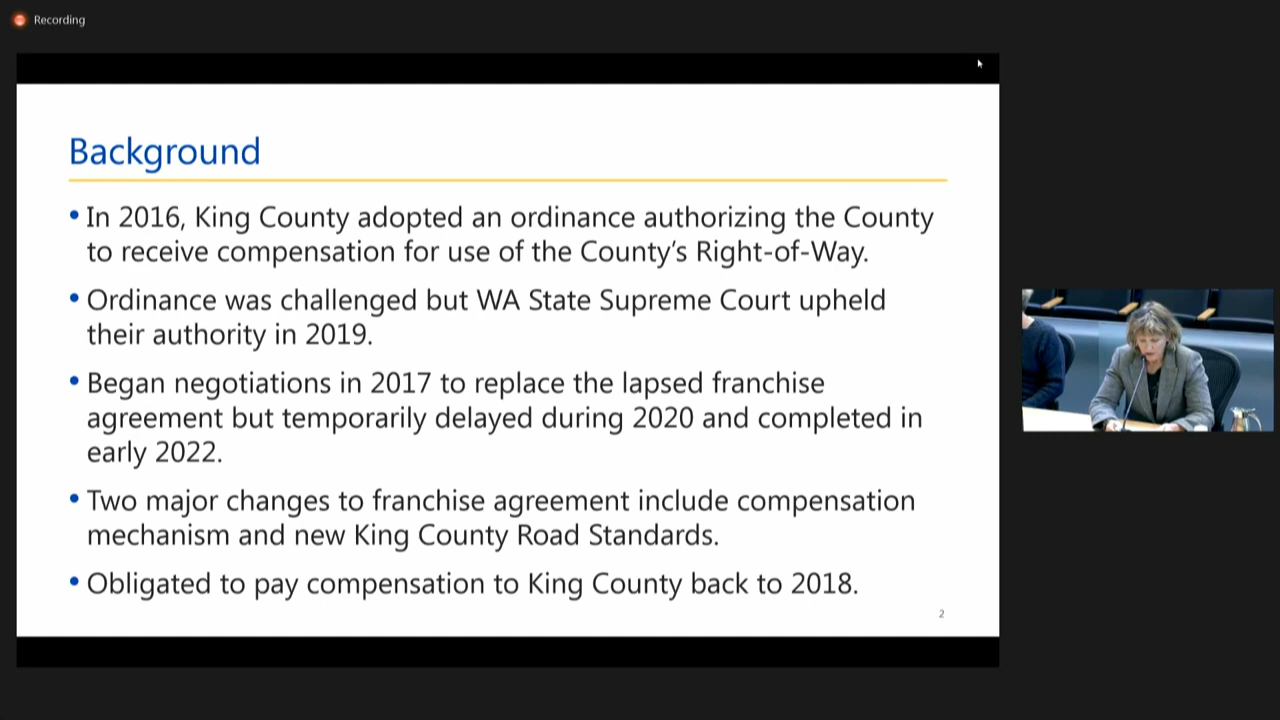 Recording
Background
• In 2016, King County adopted an ordinance authorizing the County
to receive compensation for use of the County's Right-of-Way.
• Ordinance was challenged but WA State Supreme Court upheld
their authority in 2019.
• Began negotiations in 2017 to replace the lapsed franchise
agreement but temporarily delayed during 2020 and completed in
early 2022.
• Two major changes to franchise agreement include compensation
mechanism and new King County Road Standards.
• Obligated to pay compensation to King County back to 2018.
2